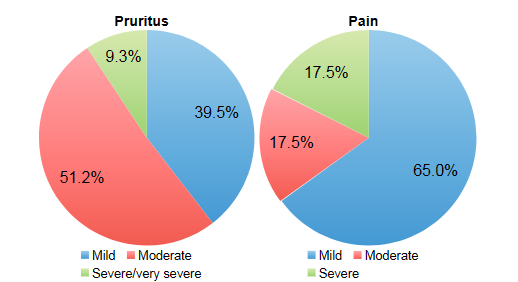 Pruritus
9.3%
39.5%
51.2%
Mild Moderate
Severe/very severe
Pain
17.5%
17.5%
65.0%
Mild Moderate
Severe